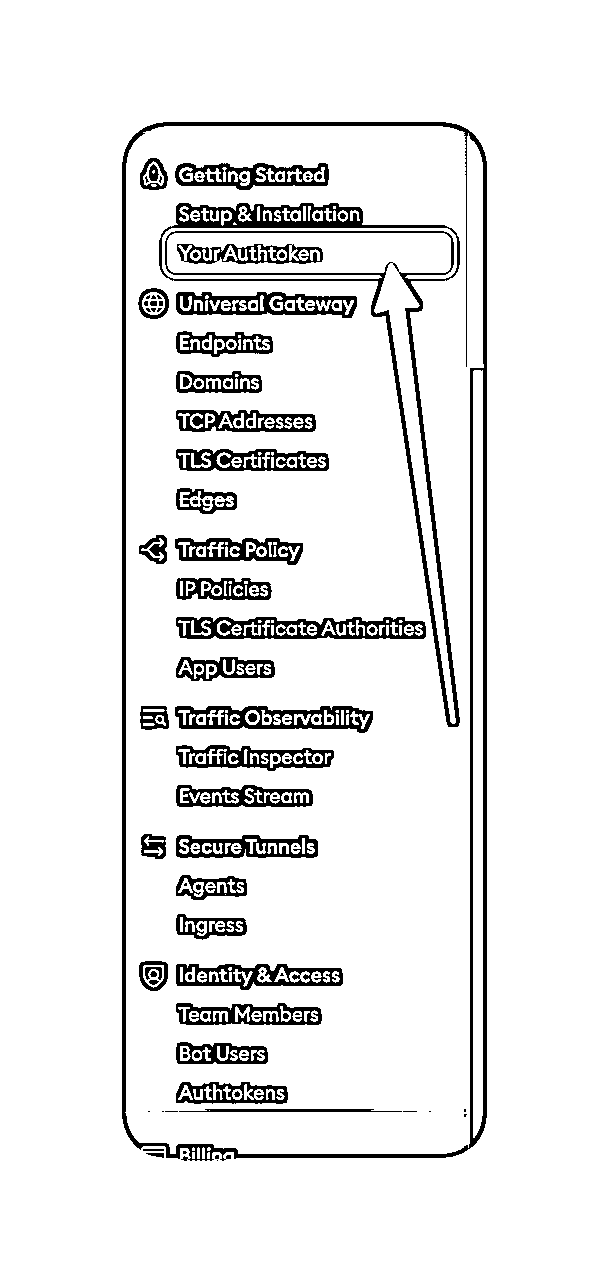 Getting Started
Setup & Installation
Your Authtoken
Universal Gateway
Endpoints
Domains
TCP Addresses
TLS Certificates
Edges
Traffic Policy
IP Policies
TLS Certificate Authorities
App Users
Traffic Observability
Traffic Inspector
Events Stream
Secure Tunnels
Agents
Ingress
Identity & Access
Team Members
Bot Users
Authtokens
Billing